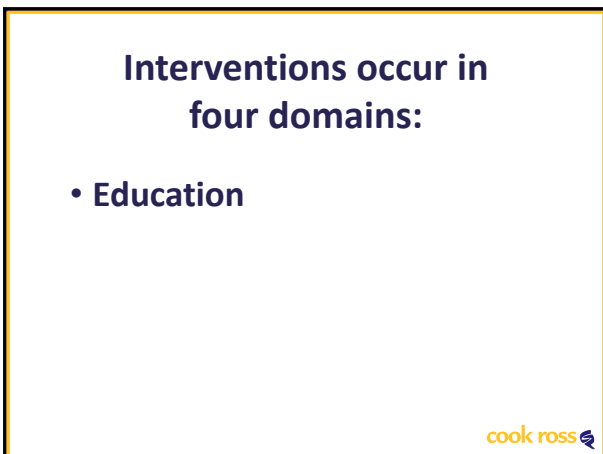 Interventions occur in
four domains:
• Education
cook ross